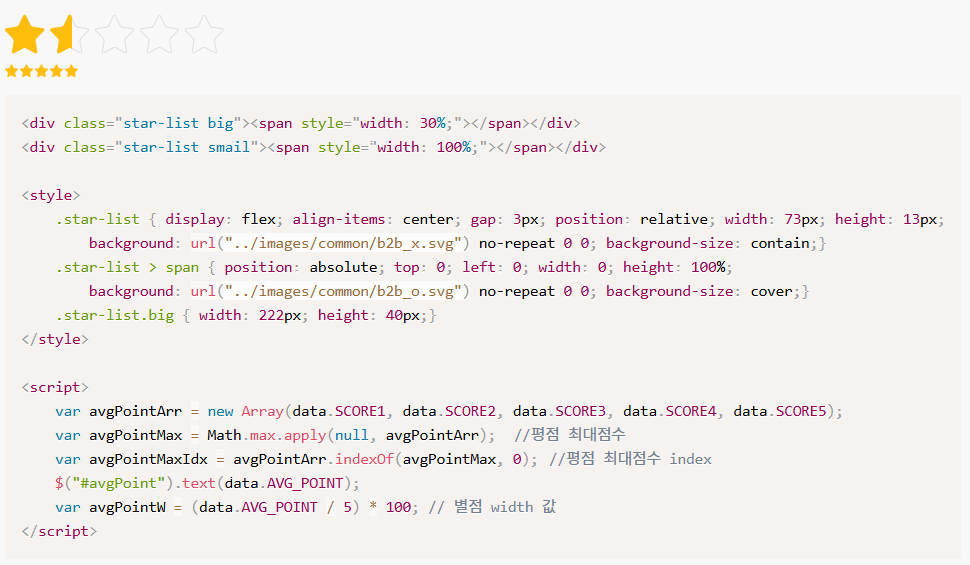 <div class="star-list big"><span style="width: 30%;"></span></div>
<div class="star-list smail"><span style="width: 100%;"></span></div>
<style>
.star-list { display: flex; align-items: center; gap: 3px; position: relative; width: 73px; height: 13px;
background: url("../images/common/b2b_x.svg") no-repeat 0 0; background-size: contain;}
.star-list > span { position: absolute; top: 0; left: 0; width: 0; height: 100%;
background: url("../images/common/b2b_o.svg") no-repeat 0 0; background-size: cover;}
.star-list.big { width: 222px; height: 40px;}
</style>
<script>
var avgPointArr = new Array(data.SCORE1, data.SCORE2, data.SCORE3, data.SCORE4, data.SCORE5);
var avgPointMax = Math.max.apply(null, avgPointArr);  //평점 최대점수
var avgPointMaxIdx = avgPointArr.indexOf(avgPointMax, 0); //평점 최대점수 index
$("#avgPoint").text(data.AVG_POINT);
var avgPointW = (data.AVG_POINT / 5) * 100; // 별점 width 값
</script>